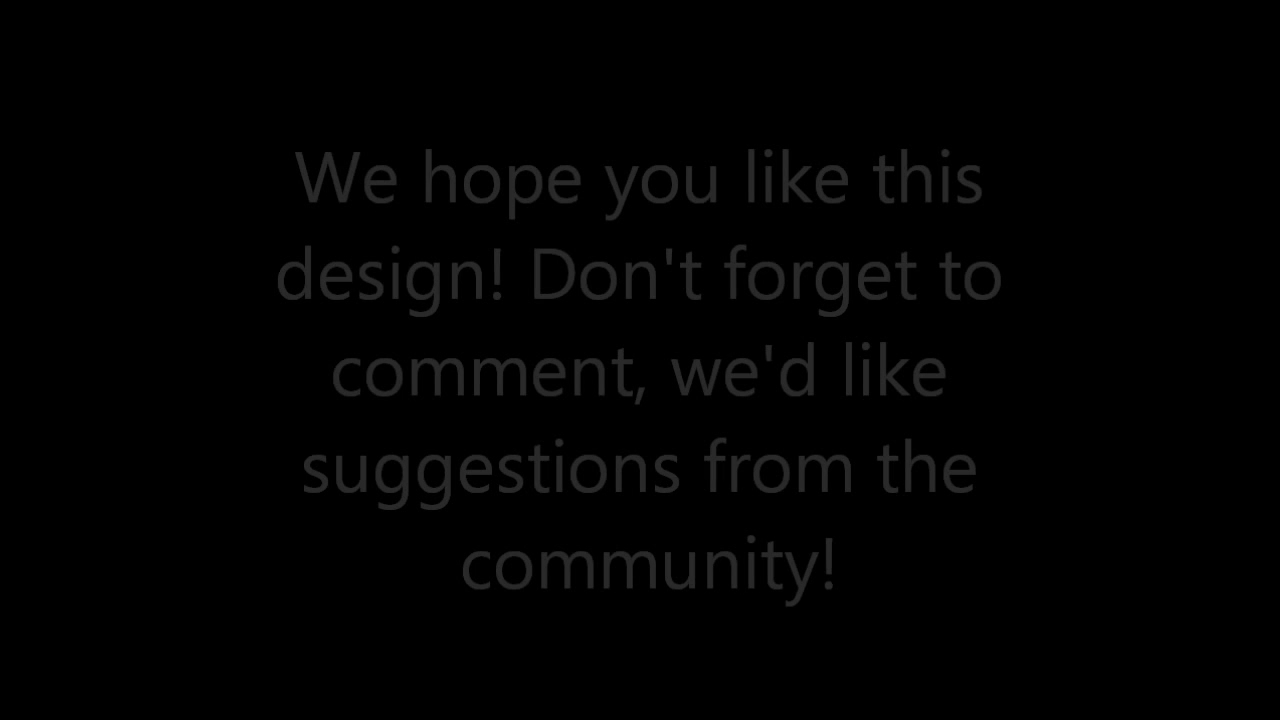 We hope you like this
design! Don't forget to
comment, we'd like
suggestions from the
community!